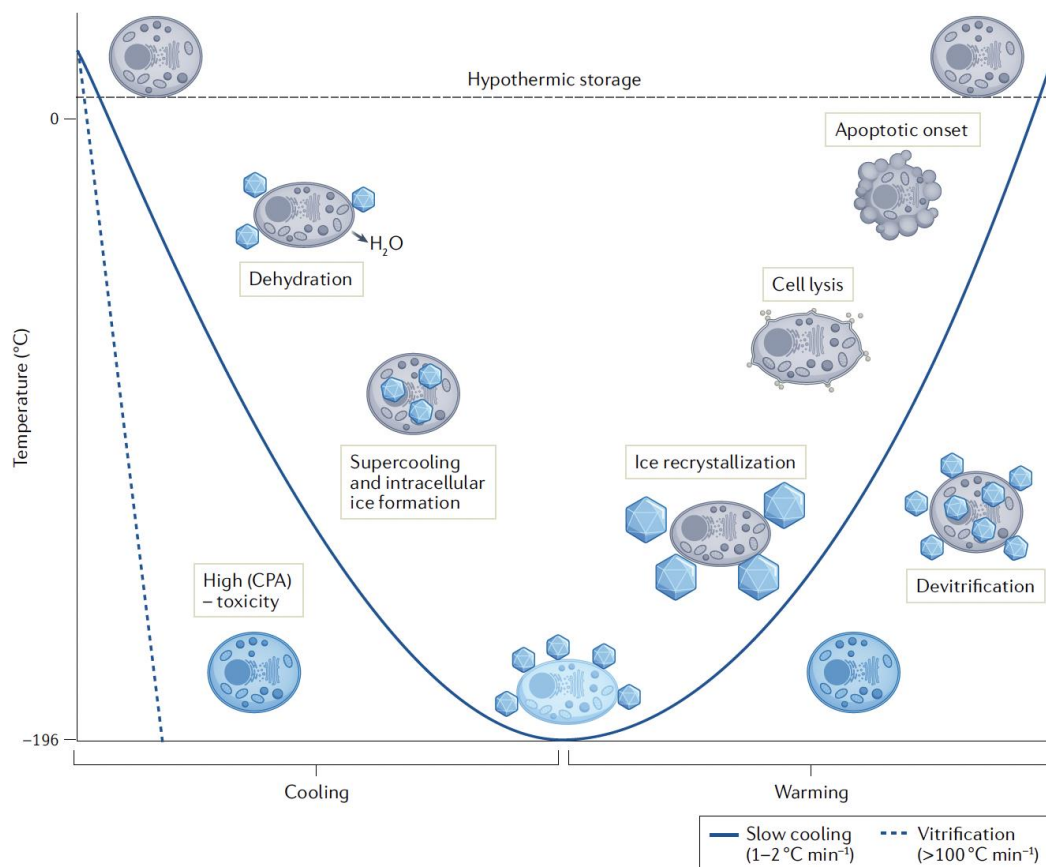 Hypothermic storage
0
Apoptotic onset
H₂O
Dehydration
Cell lysis
Temperature (°C)
Supercooling
and intracellular
ice formation
Ice recrystallization
High (CPA)
– toxicity
Devitrification
–196
Cooling
Warming
Slow cooling
(1–2 °C min⁻¹)
Vitrification
(>100 °C min⁻¹)